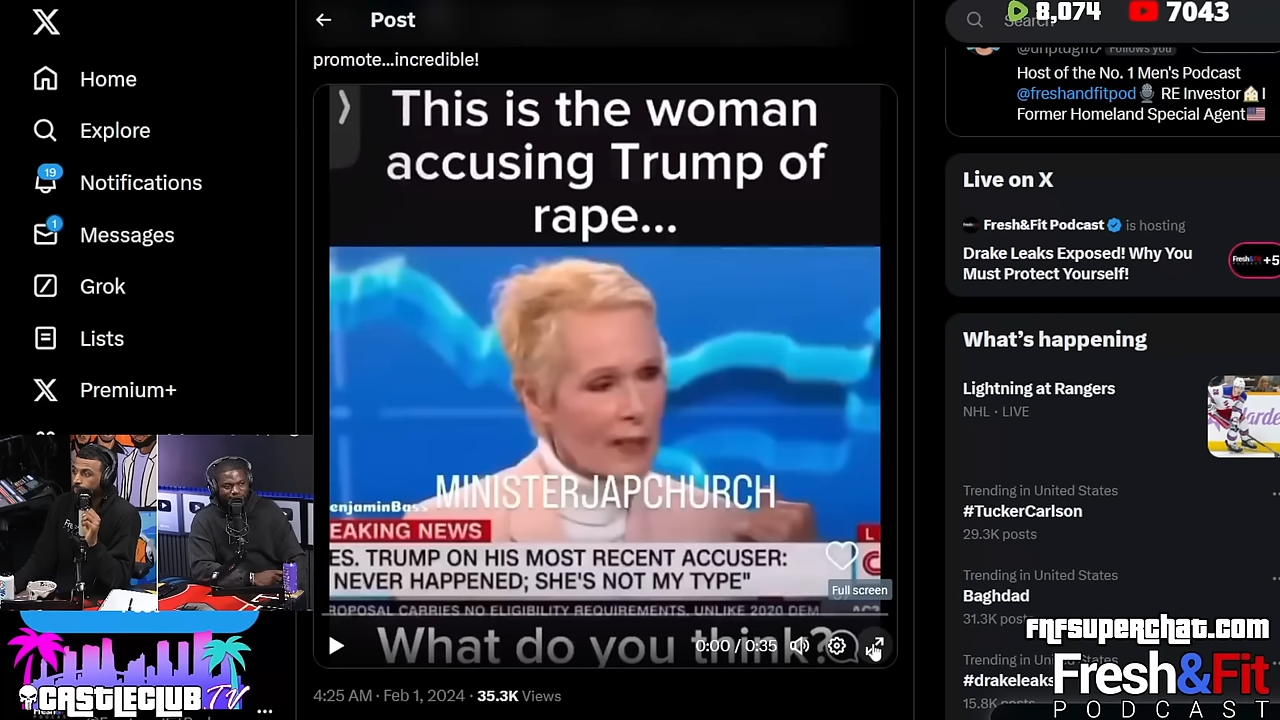 Post
8,074
7043
Search
promote...incredible!
@unplugfitX Follows you
Home
Explore
19
Notifications
1
Messages
Grok
Lists
Premium+
Host of the No. 1 Men's Podcast
@freshandfitpod RE Investor I
Former Homeland Special Agent
This is the woman
accusing Trump of
rape...
enjaminBass
MINISTERJAPCHURCH
EAKING NEWS
L
ES. TRUMP ON HIS MOST RECENT ACCUSER:
NEVER HAPPENED; SHE'S NOT MY TYPE"
ROPOSAL CARRIES NO ELIGIBILITY REQUIREMENTS, UNLIKE 2020 DEM
AC3
Full screen
What do you think?
0:00 / 0:35
4:25 AM · Feb 1, 2024 · 35.3K Views
Live on X
Fresh&Fit Podcast is hosting
Drake Leaks Exposed! Why You
Must Protect Yourself!
Fresh&Fit +5
What's happening
Lightning at Rangers
NHL · LIVE
Trending in United States
#TuckerCarlson
29.3K posts
Trending in United States
Baghdad
31.3K pos
Trending in United
#drakeleaks
15.8K posts
CASTLECLUB.TV
FNFSUPERCHAT.COM
Fresh&Fit
PODCAST